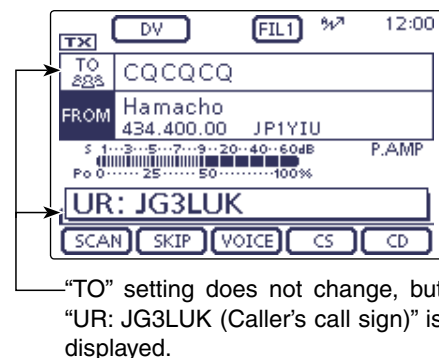 DV FIL1 12:00
TX
TO CQCQCQ
FROM Hamacho
434.400.00 JP1YIU
S 1···3···5···7···9···20··40··60dB P.AMP
Po 0······25·····50··········100%
UR: JG3LUK
SCAN SKIP VOICE CS CD
“TO” setting does not change, but
“UR: JG3LUK (Caller’s call sign)” is
displayed.